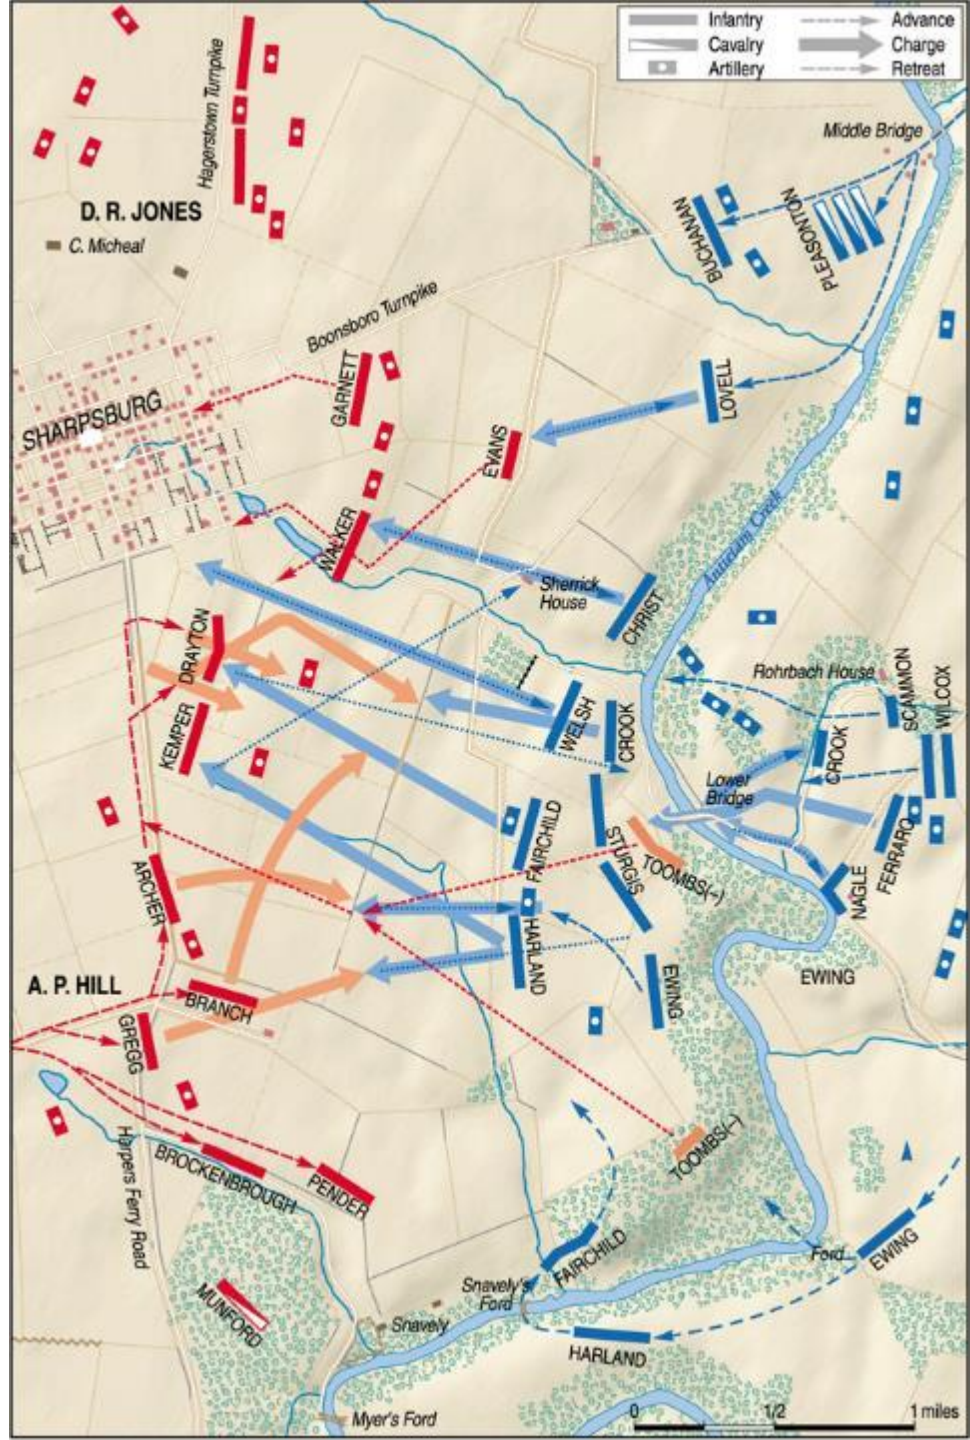 Infantry
Advance
Cavalry
Charge
Artillery
Retreat
Middle Bridge
Hagerstown Turnpike
D. R. JONES
C. Micheal
BUCHANAN
PLEASONTON
Boonsboro Turnpike
GARNETT
LOVELL
SHARPSBURG
EVANS
WALKER
Antietam Creek
Sherrick
House
CHRIST
DRAYTON
Rohrbach House
SCAMMON
WILCOX
KEMPER
WELSH
CROOK
CROOK
Lower
Bridge
FAIRCHILD
STURGIS
TOOMBS(–)
FERRARO
NAGLE
ARCHER
HARLAND
EWING
EWING
A. P. HILL
BRANCH
GREGG
TOOMBS(–)
Harpers Ferry Road
BROCKENBROUGH
PENDER
FAIRCHILD
Ford
EWING
MUNFORD
Snavely's
Ford
Snavely
HARLAND
Myer's Ford
0
1/2
1 miles